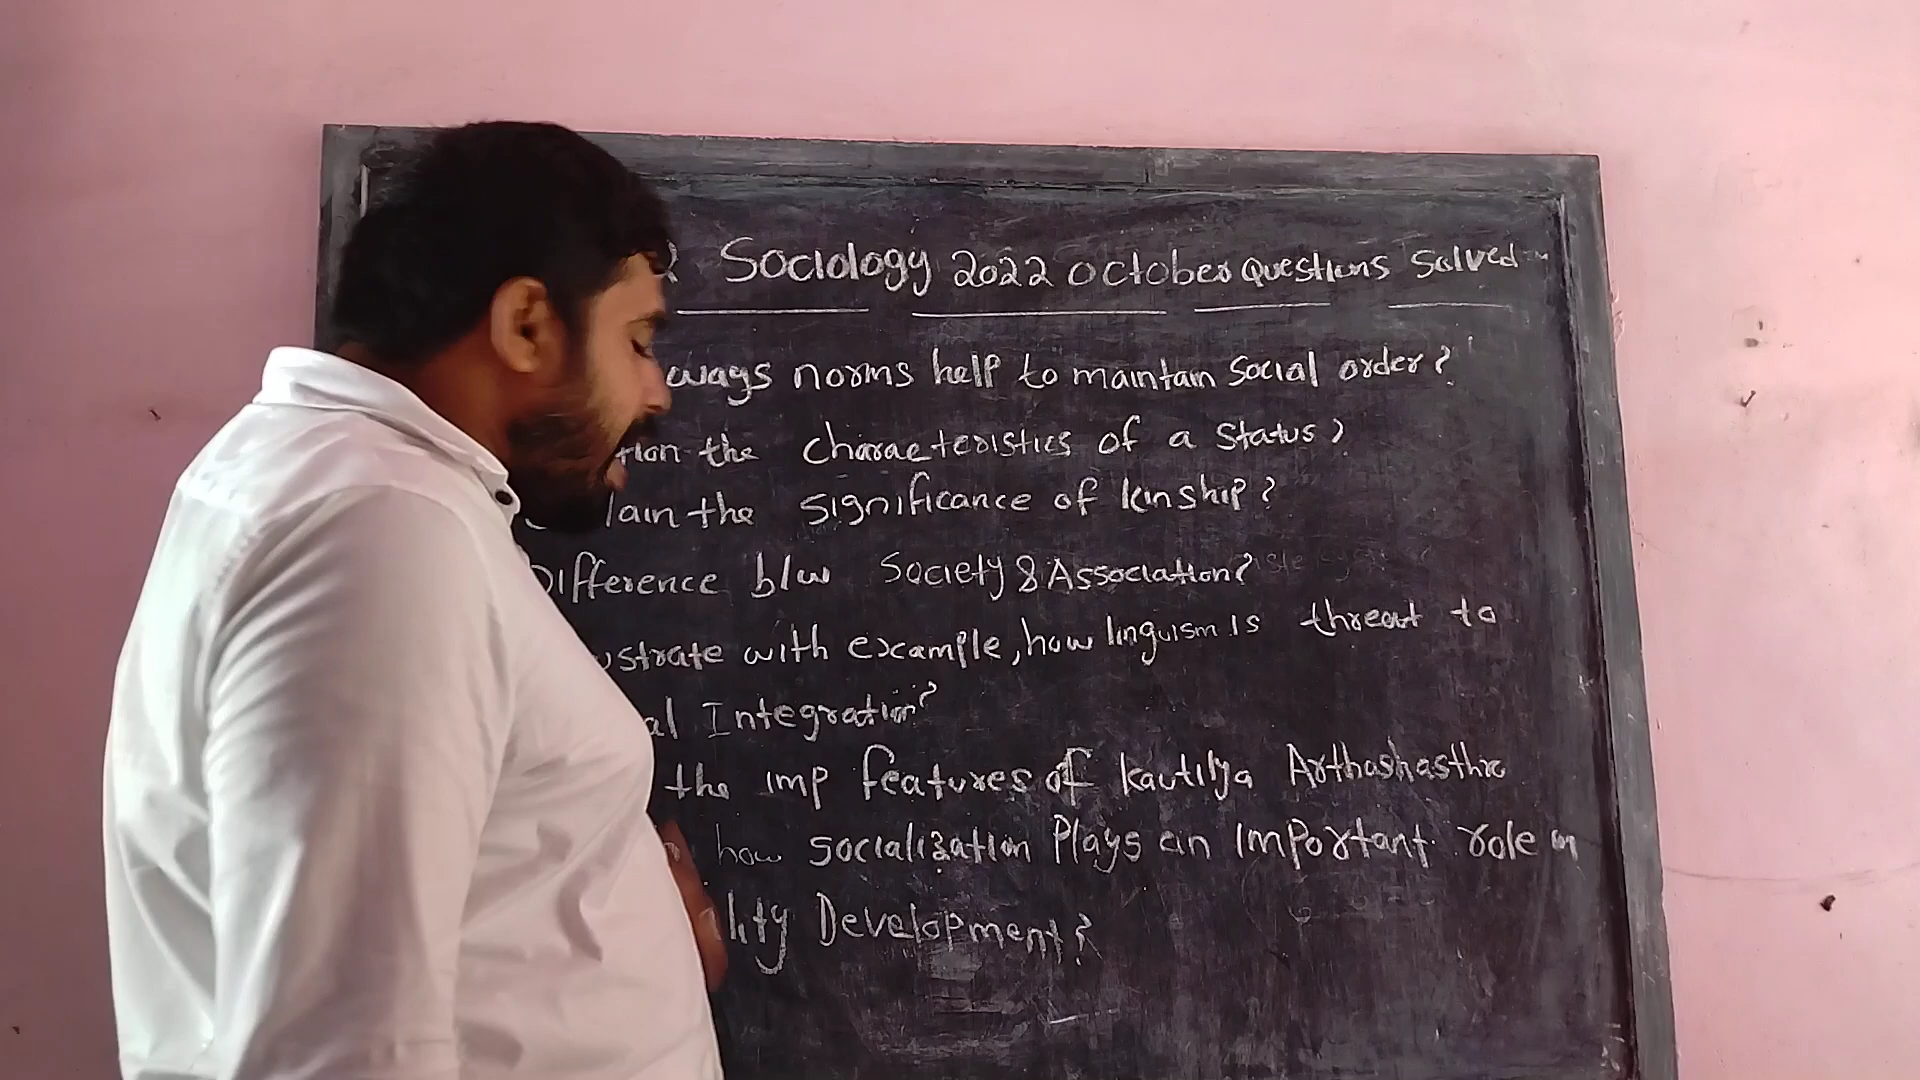 Sociology 2022 October Questions Solved
ways norms help to maintain Social order?
the characteristics of a Status?
lain the significance of kinship?
Difference b/w Society & Association?
ustrate with example, how linguism is threat to
al Integration?
the imp features of Kautilya Arthashasthra
how socialization Plays an Important role in
lity Development?